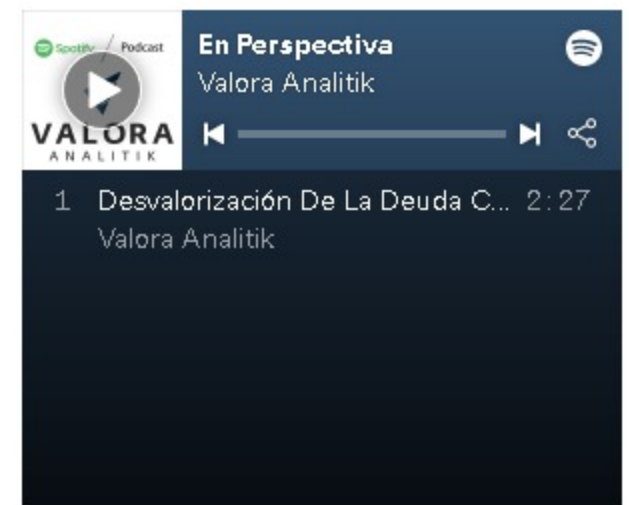 Spotify / Podcast
VALORA
ANALITIK
En Perspectiva
Valora Analitik
1 Desvalorización De La Deuda C... 2:27
Valora Analitik